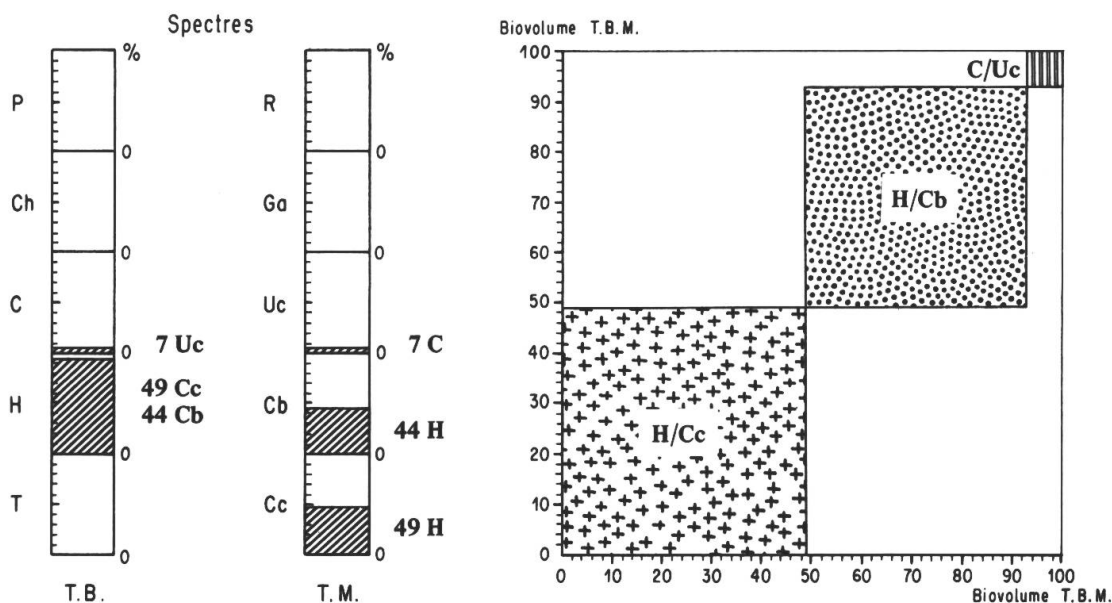 Spectres
%
P
0
Ch
0
C
7 Uc
0
H
49 Cc
44 Cb
0
T
0
T.B.
%
R
0
Ga
0
Uc
7 C
0
Cb
44 H
0
Cc
49 H
0
T.M.
Biovolume T.B.M.
100
90
80
70
60
50
40
30
20
10
0
C/Uc
H/Cb
H/Cc
0 10 20 30 40 50 60 70 80 90 100
Biovolume T.B.M.